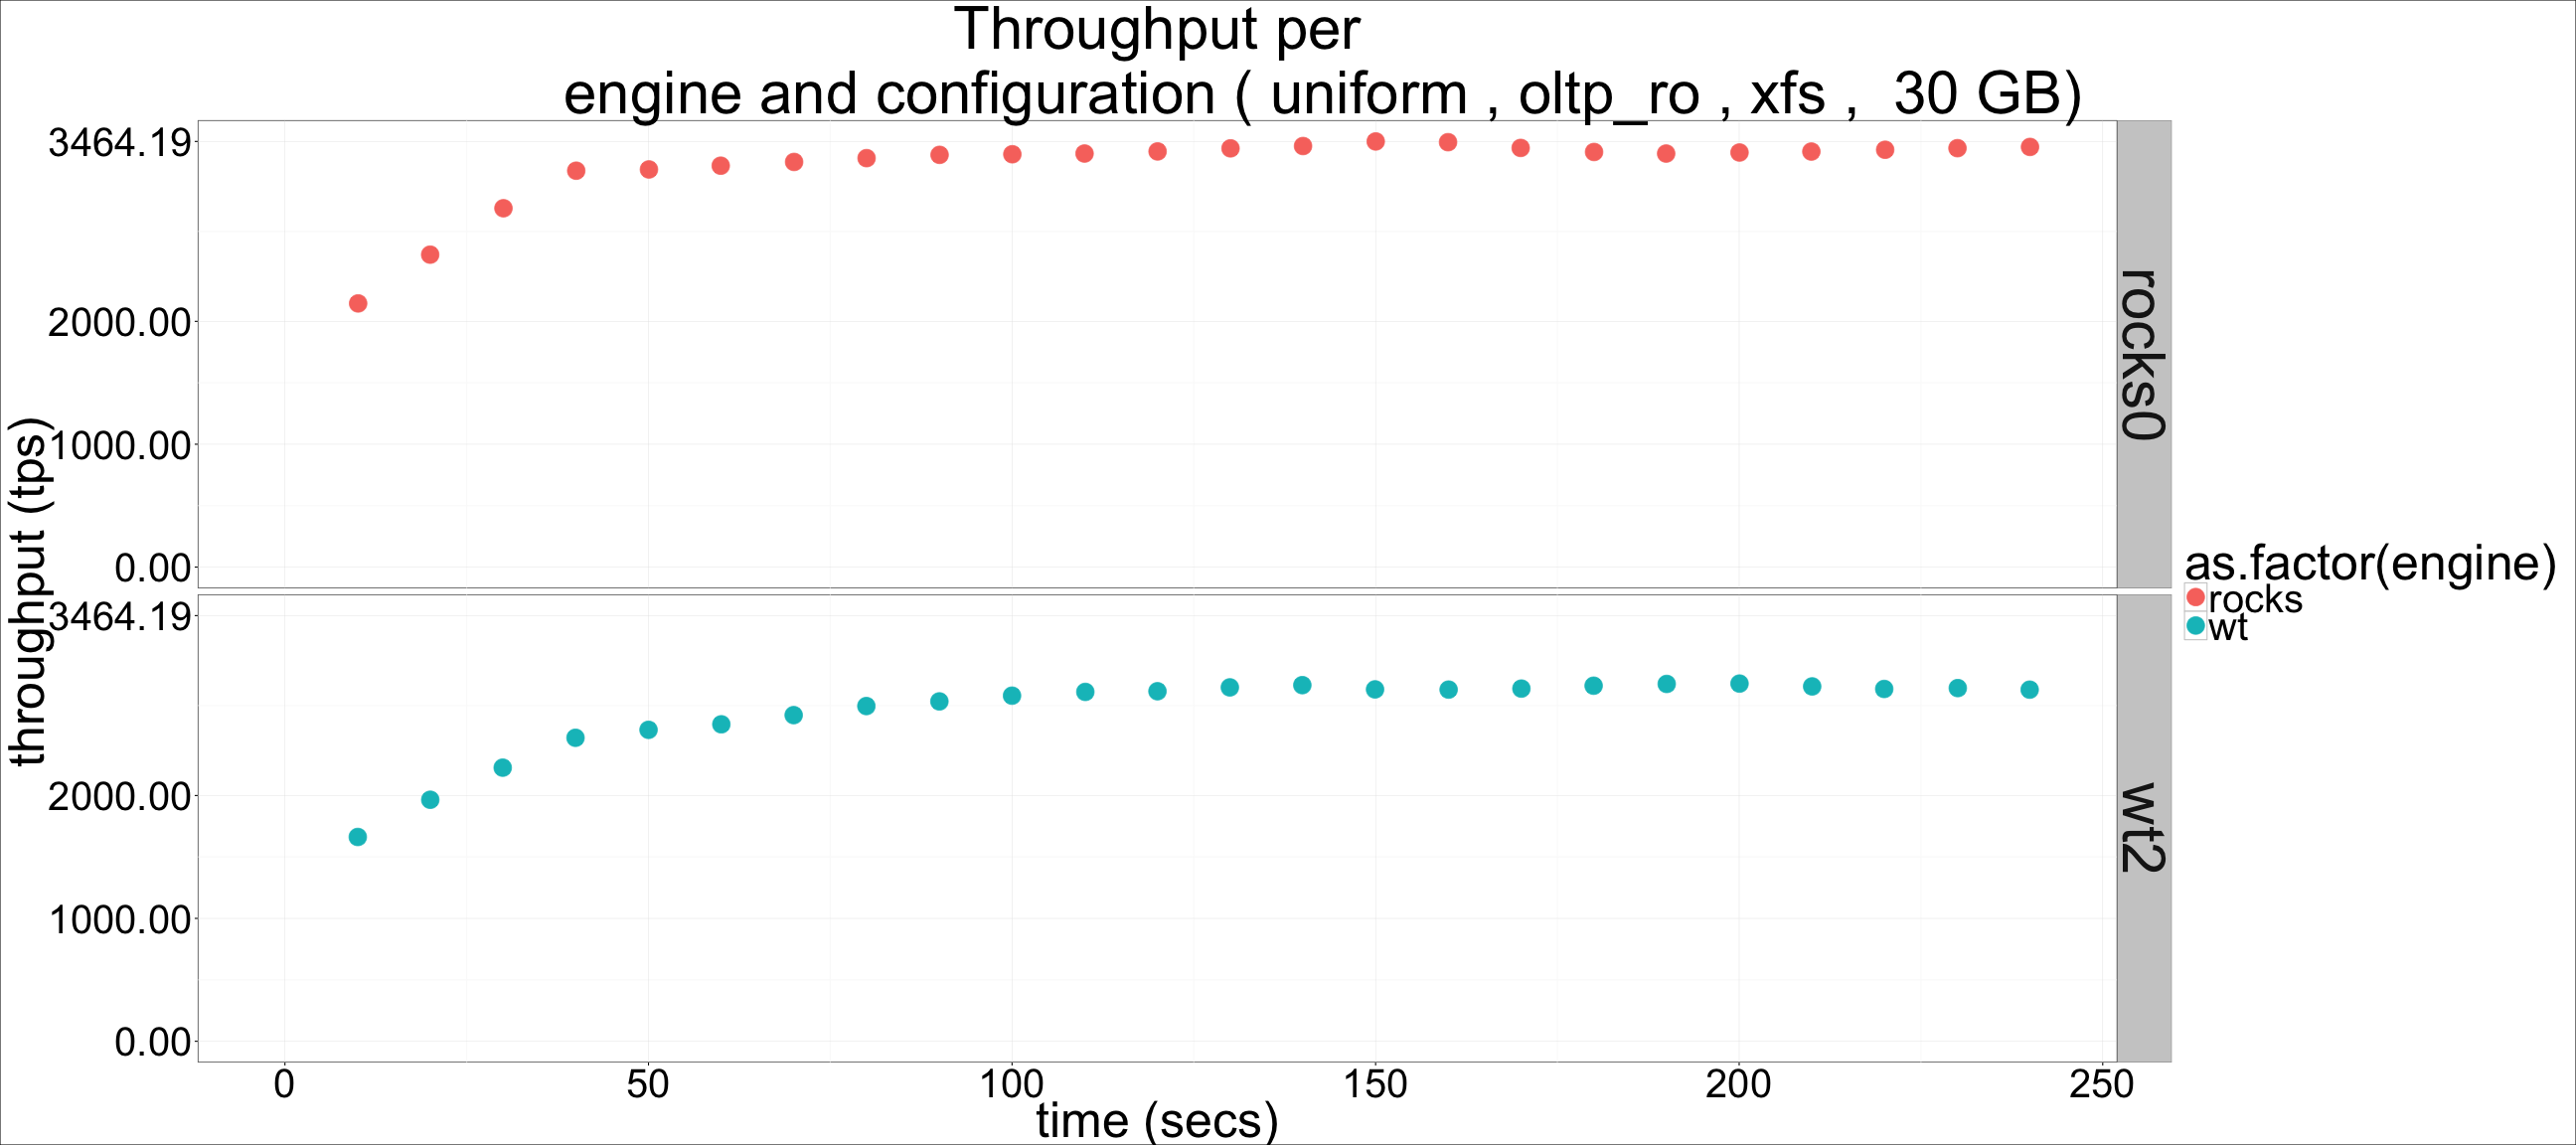 Throughput per
engine and configuration ( uniform , oltp_ro , xfs ,  30 GB)
throughput (tps)
3464.19
2000.00
1000.00
0.00
rocks0
3464.19
2000.00
1000.00
0.00
wt2
0 50 100 150 200 250
time (secs)
as.factor(engine)
rocks
wt